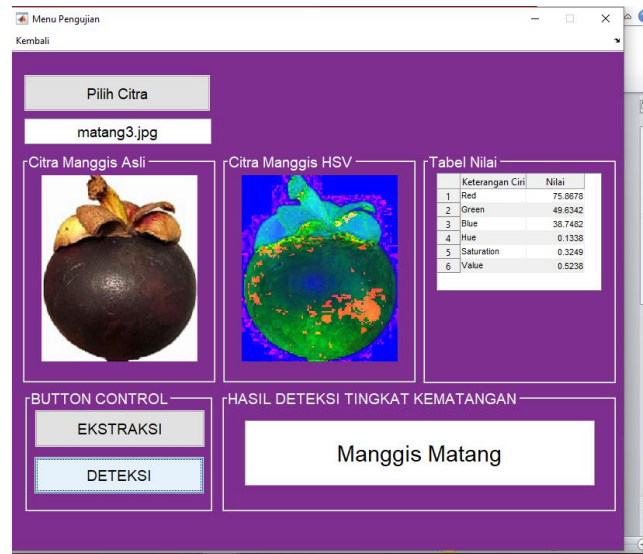 Menu Pengujian
Kembali
Pilih Citra
matang3.jpg
Citra Manggis Asli
Citra Manggis HSV
Tabel Nilai
Keterangan Ciri Nilai
1 Red 75.8678
2 Green 49.6342
3 Blue 38.7482
4 Hue 0.1338
5 Saturation 0.3249
6 Value 0.5238
BUTTON CONTROL
EKSTRAKSI
DETEKSI
HASIL DETEKSI TINGKAT KEMATANGAN
Manggis Matang